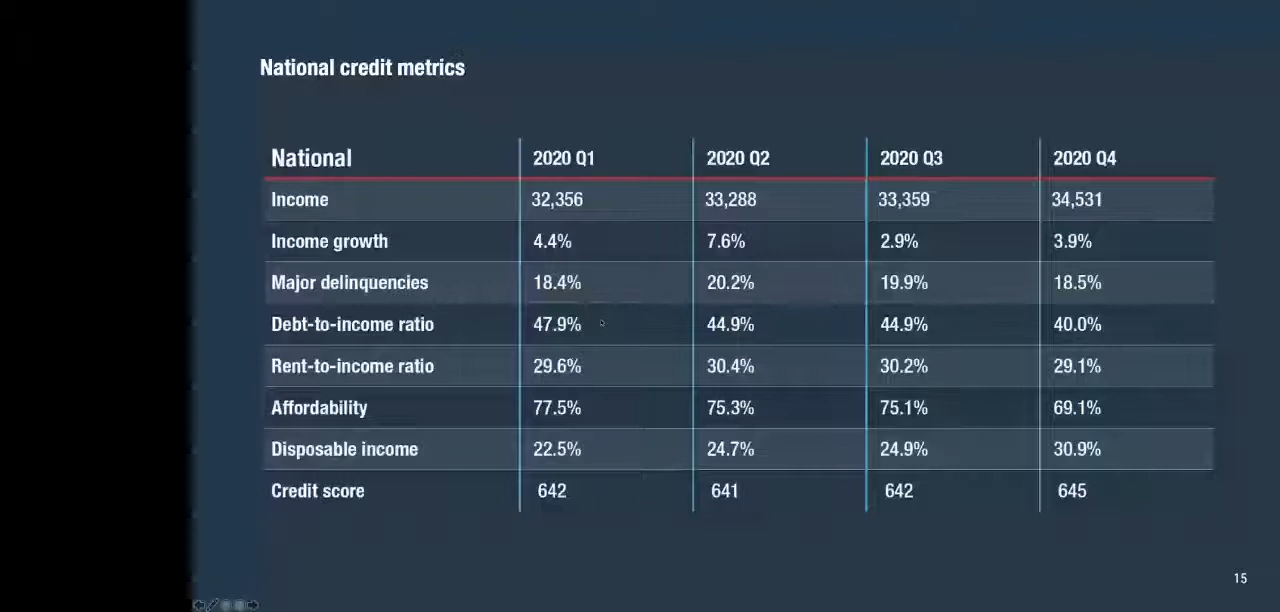 National credit metrics
National 2020 Q1 2020 Q2 2020 Q3 2020 Q4
Income 32,356 33,288 33,359 34,531
Income growth 4.4% 7.6% 2.9% 3.9%
Major delinquencies 18.4% 20.2% 19.9% 18.5%
Debt-to-income ratio 47.9% 44.9% 44.9% 40.0%
Rent-to-income ratio 29.6% 30.4% 30.2% 29.1%
Affordability 77.5% 75.3% 75.1% 69.1%
Disposable income 22.5% 24.7% 24.9% 30.9%
Credit score 642 641 642 645
15